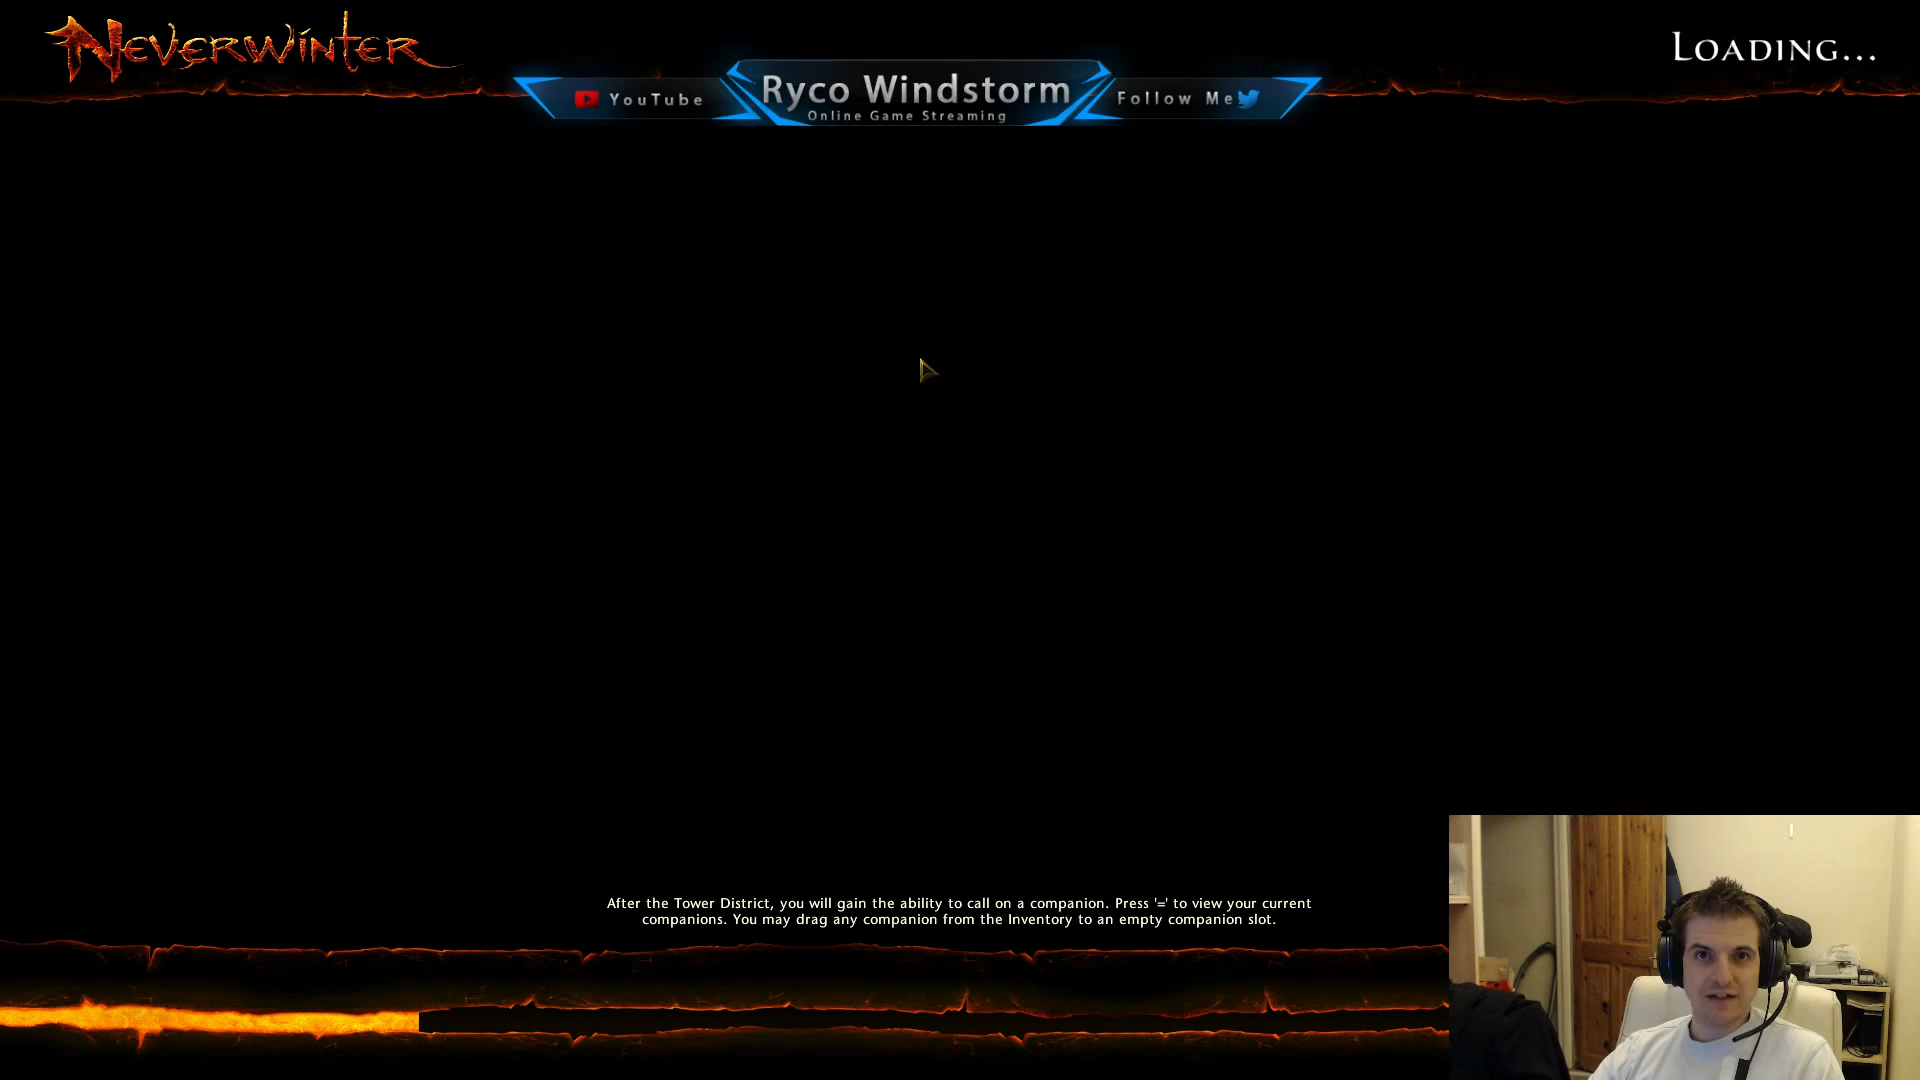 NEVERWINTER
LOADING...
YouTube
Ryco Windstorm
Follow Me
Online Game Streaming
After the Tower District, you will gain the ability to call on a companion. Press '=' to view your current
companions. You may drag any companion from the Inventory to an empty companion slot.